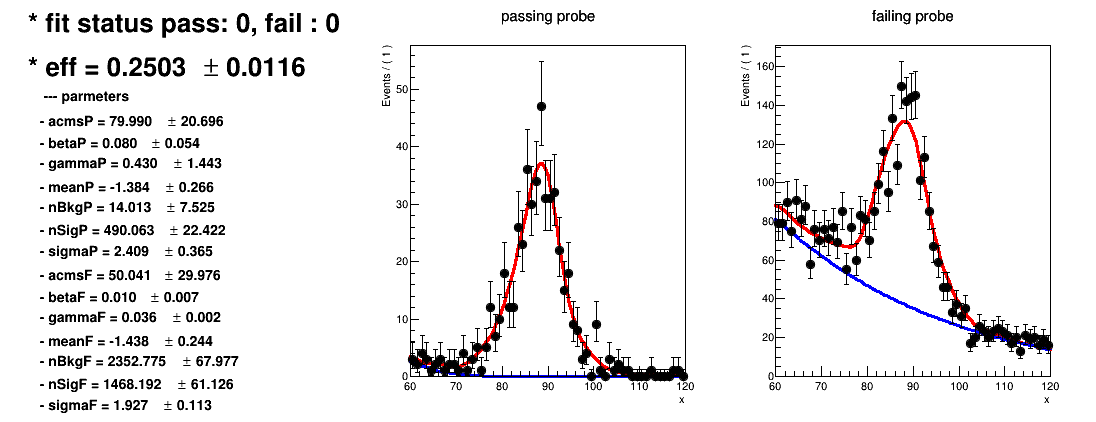 * fit status pass: 0, fail : 0
* eff = 0.2503 ± 0.0116
--- parmeters
- acmsP = 79.990 ± 20.696
- betaP = 0.080 ± 0.054
- gammaP = 0.430 ± 1.443
- meanP = -1.384 ± 0.266
- nBkgP = 14.013 ± 7.525
- nSigP = 490.063 ± 22.422
- sigmaP = 2.409 ± 0.365
- acmsF = 50.041 ± 29.976
- betaF = 0.010 ± 0.007
- gammaF = 0.036 ± 0.002
- meanF = -1.438 ± 0.244
- nBkgF = 2352.775 ± 67.977
- nSigF = 1468.192 ± 61.126
- sigmaF = 1.927 ± 0.113
passing probe
Events / ( 1 )
50
40
30
20
10
0
60 70 80 90 100 110 120
x
failing probe
Events / ( 1 )
160
140
120
100
80
60
40
20
0
60 70 80 90 100 110 120
x